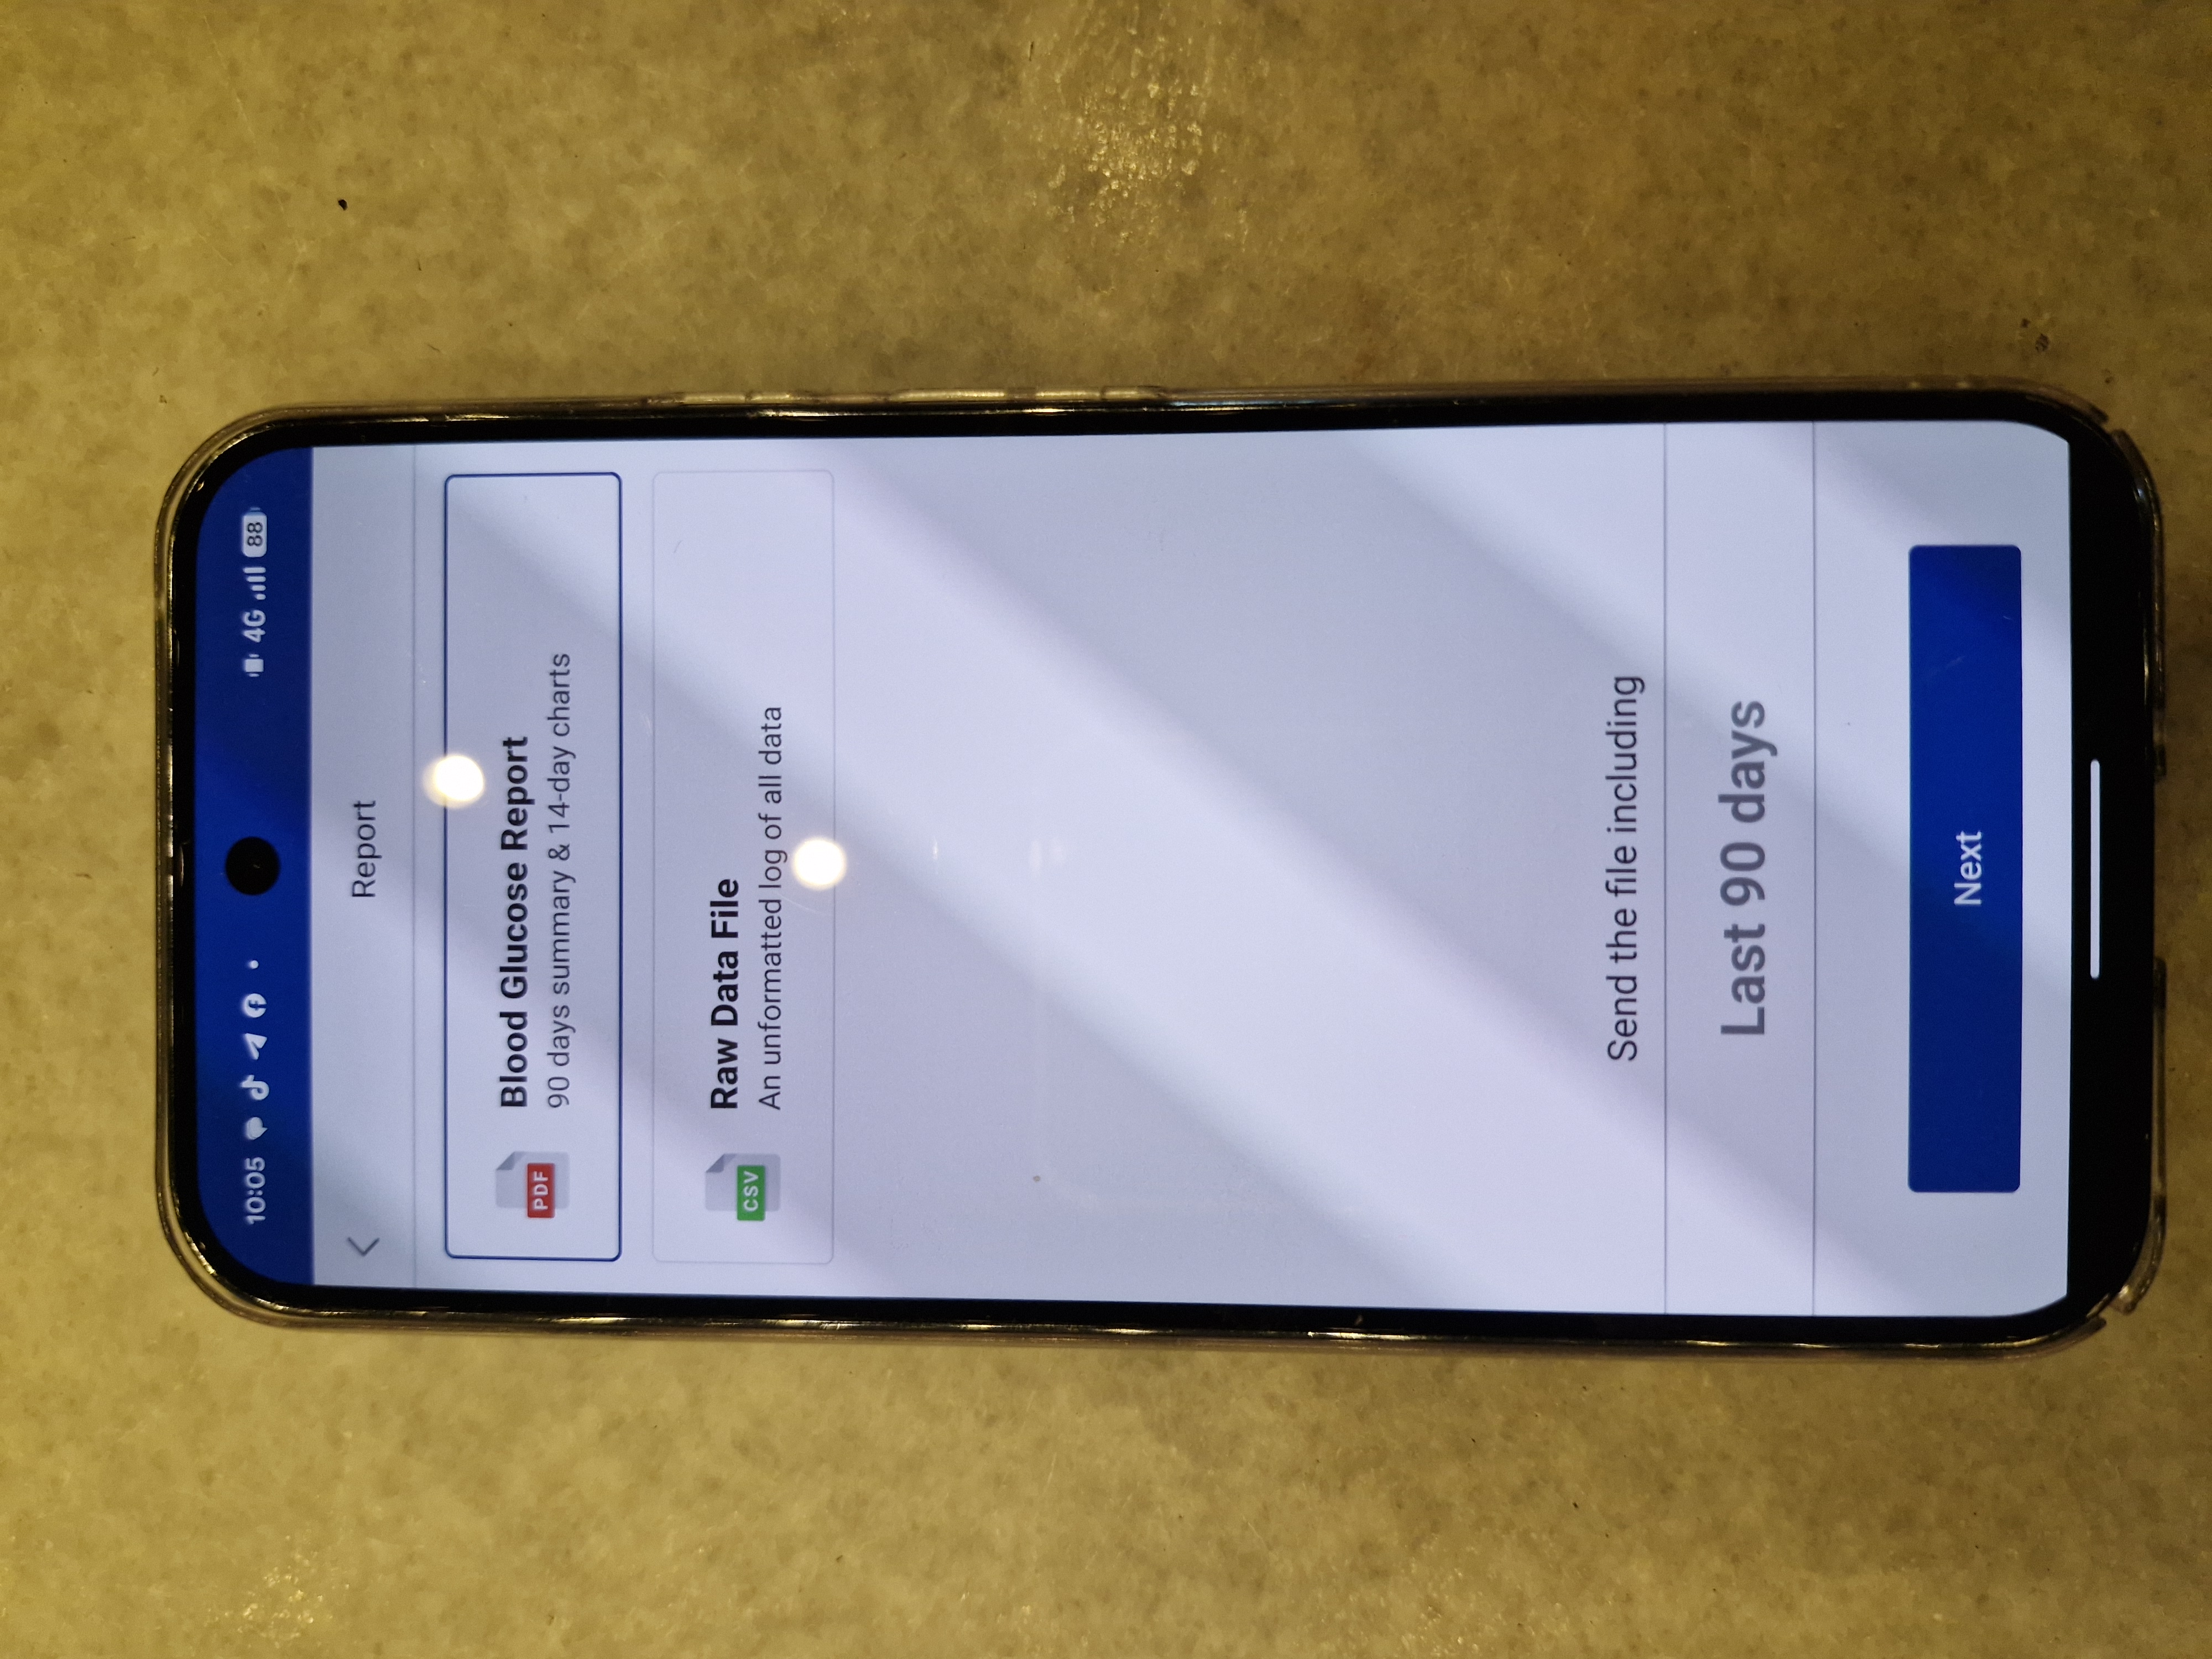 10:05 4G 88
Report
PDF
Blood Glucose Report
90 days summary & 14-day charts
CSV
Raw Data File
An unformatted log of all data
Send the file including
Last 90 days
Next